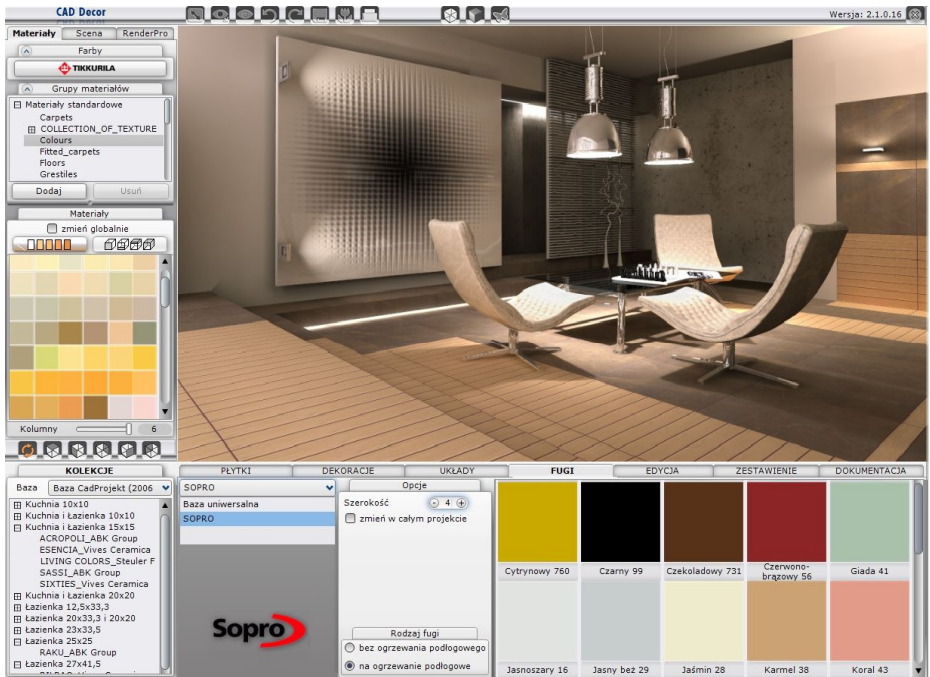 CAD Decor
Wersja: 2.1.0.16
Materiały Scena RenderPro
Farby
TIKKURILA
Grupy materiałów
Materiały standardowe
Carpets
COLLECTION_OF_TEXTURE
Colours
Fitted_carpets
Floors
Grestiles
Dodaj Usuń
Materiały
zmień globalnie
Kolumny 6
KOLEKCJE
Baza Baza CadProjekt (2006
Kuchnia 10x10
Kuchnia i Łazienka 10x10
Kuchnia i Łazienka 15x15
ACROPOLI_ABK Group
ESENCIA_Vives Ceramica
LIVING COLORS_Steuler F
SASSI_ABK Group
SIXTIES_Vives Ceramica
Kuchnia i Łazienka 20x20
Łazienka 12,5x33,3
Łazienka 20x33,3 i 20x20
Łazienka 23x33,5
Łazienka 25x25
RAKU_ABK Group
Łazienka 27x41,5
PŁYTKI DEKORACJE UKŁADY FUGI EDYCJA ZESTAWIENIE DOKUMENTACJA
SOPRO
Baza uniwersalna
SOPRO
Sopro
Opcje
Szerokość 4
zmień w całym projekcie
Rodzaj fugi
bez ogrzewania podłogowego
na ogrzewanie podłogowe
Cytrynowy 760
Czarny 99
Czekoladowy 731
Czerwono-
brązowy 56
Giada 41
Jasnoszary 16
Jasny beż 29
Jaśmin 28
Karmel 38
Koral 43